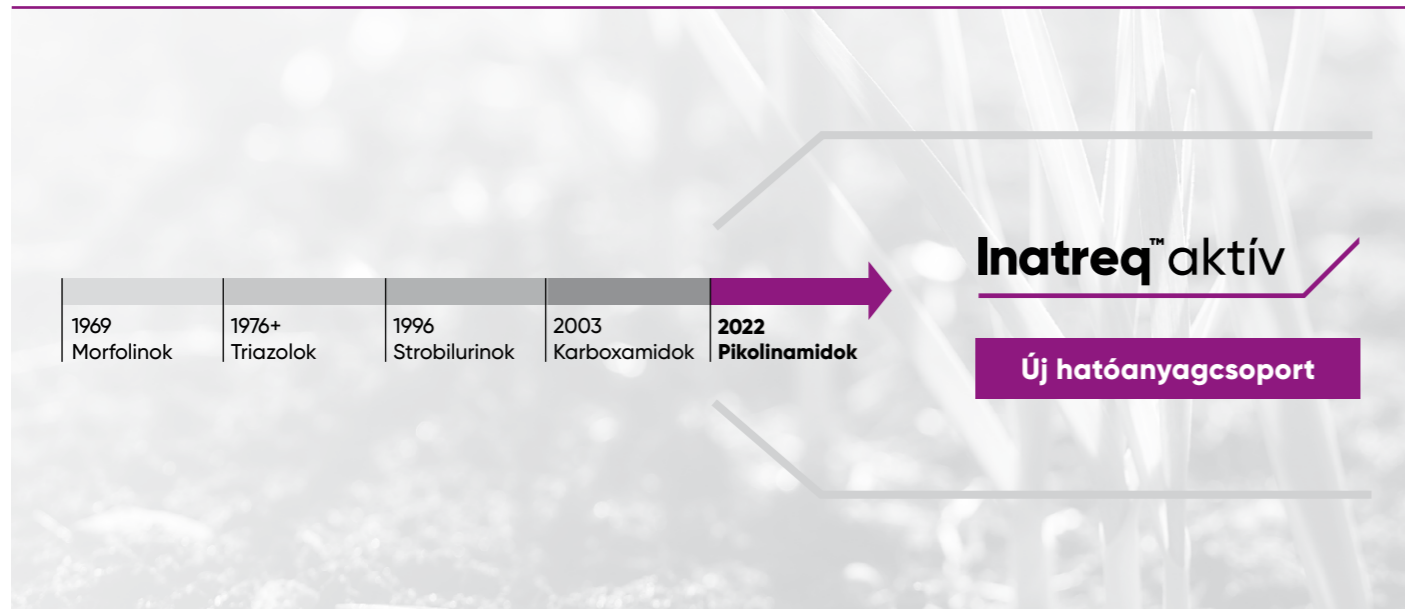 Inatreq™ aktív
1969
Morfolinok
1976+
Triazolok
1996
Strobilurinok
2003
Karboxamidok
2022
Pikolinamidok
Új hatóanyagcsoport